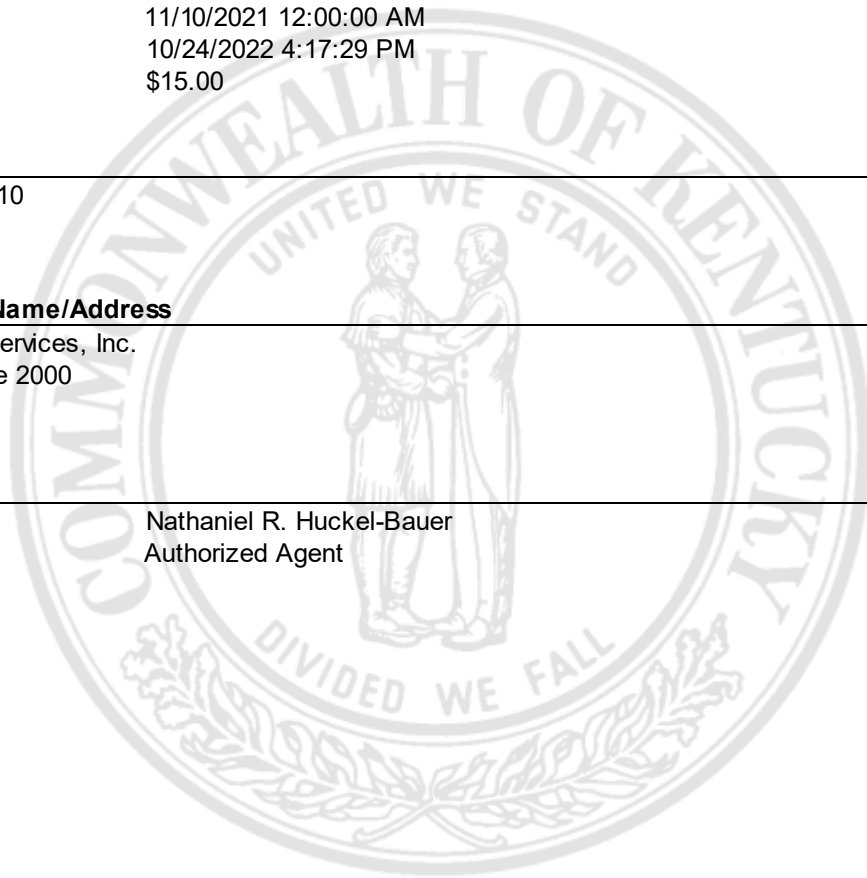 11/10/2021 12:00:00 AM
10/24/2022 4:17:29 PM
$15.00
COMMONWEALTH OF KENTUCKY
UNITED WE STAND
10
Name/Address
ervices, Inc.
e 2000
Nathaniel R. Huckel-Bauer
Authorized Agent
DIVIDED WE FALL